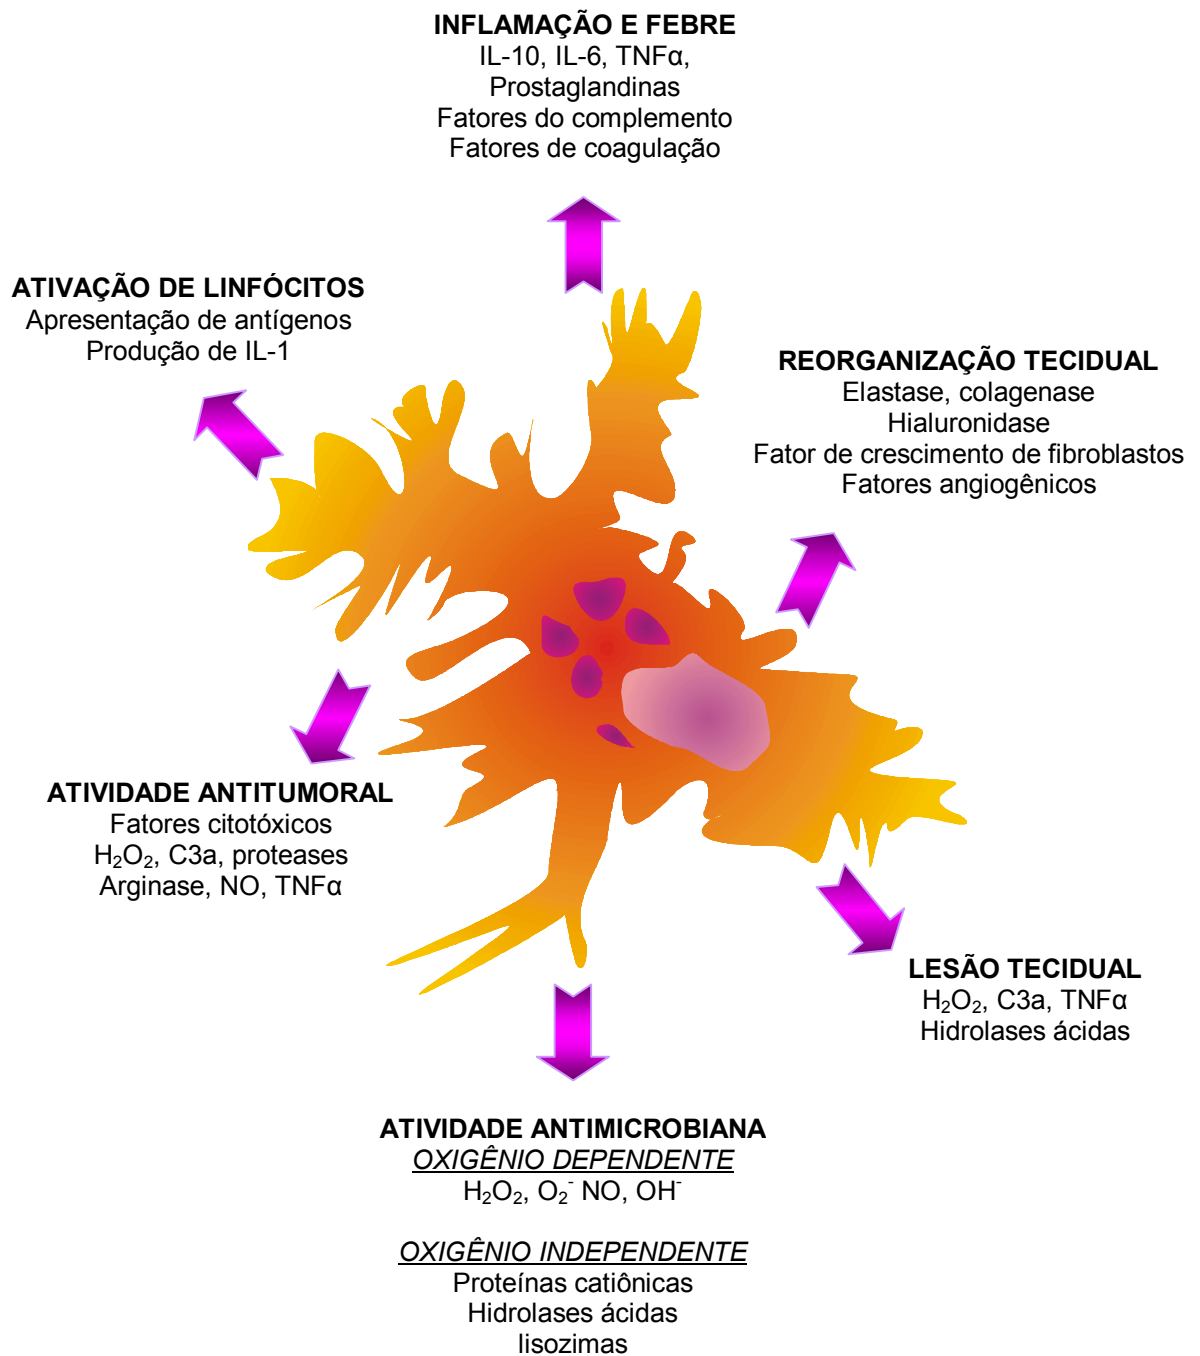 INFLAMAÇÃO E FEBRE
IL-10, IL-6, TNFα,
Prostaglandinas
Fatores do complemento
Fatores de coagulação
ATIVAÇÃO DE LINFÓCITOS
Apresentação de antígenos
Produção de IL-1
REORGANIZAÇÃO TECIDUAL
Elastase, colagenase
Hialuronidase
Fator de crescimento de fibroblastos
Fatores angiogênicos
ATIVIDADE ANTITUMORAL
Fatores citotóxicos
H₂O₂, C3a, proteases
Arginase, NO, TNFα
LESÃO TECIDUAL
H₂O₂, C3a, TNFα
Hidrolases ácidas
ATIVIDADE ANTIMICROBIANA
OXIGÊNIO DEPENDENTE
H₂O₂, O₂⁻ NO, OH⁻
OXIGÊNIO INDEPENDENTE
Proteínas catiônicas
Hidrolases ácidas
lisozimas